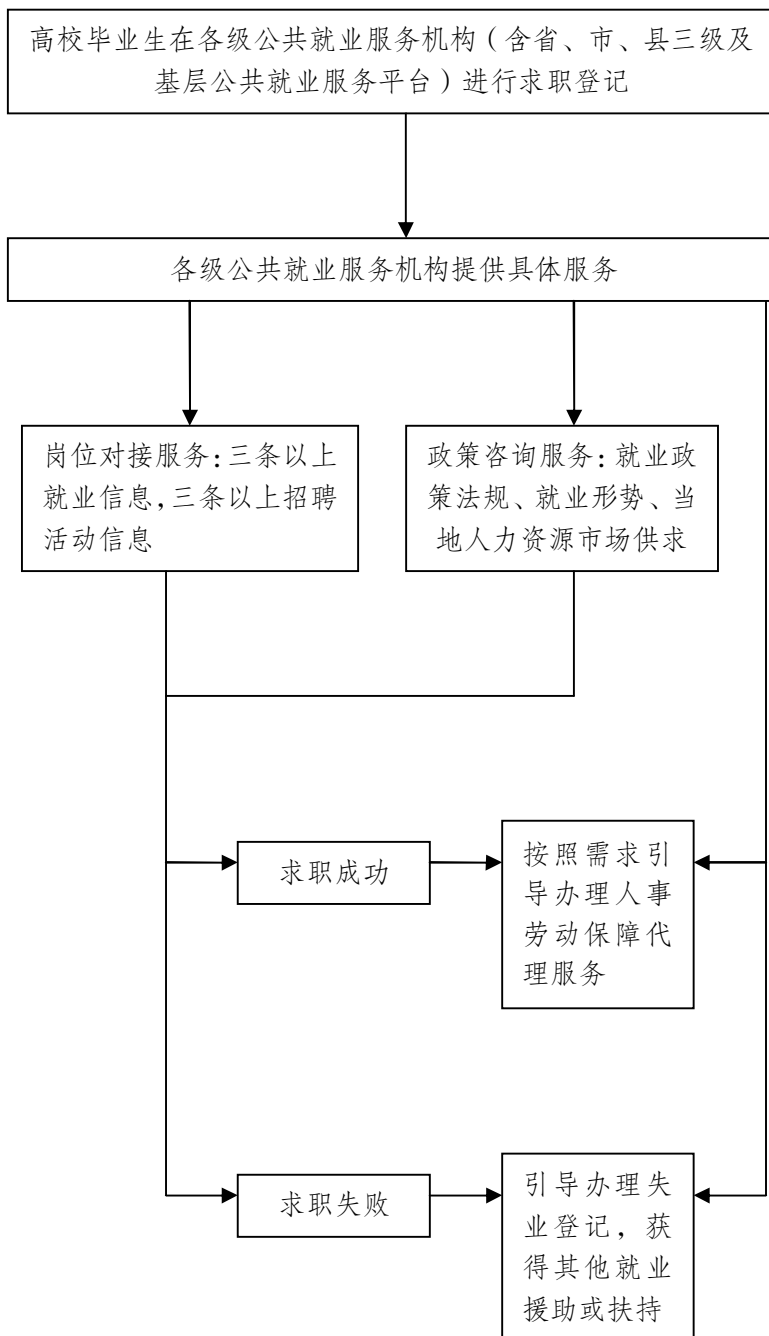 高校毕业生在各级公共就业服务机构（含省、市、县三级及
基层公共就业服务平台）进行求职登记
各级公共就业服务机构提供具体服务
岗位对接服务：三条以上
就业信息，三条以上招聘
活动信息
政策咨询服务：就业政
策法规、就业形势、当
地人力资源市场供求
求职成功
按照需求引
导办理人事
劳动保障代
理服务
求职失败
引导办理失
业登记，获
得其他就业
援助或扶持